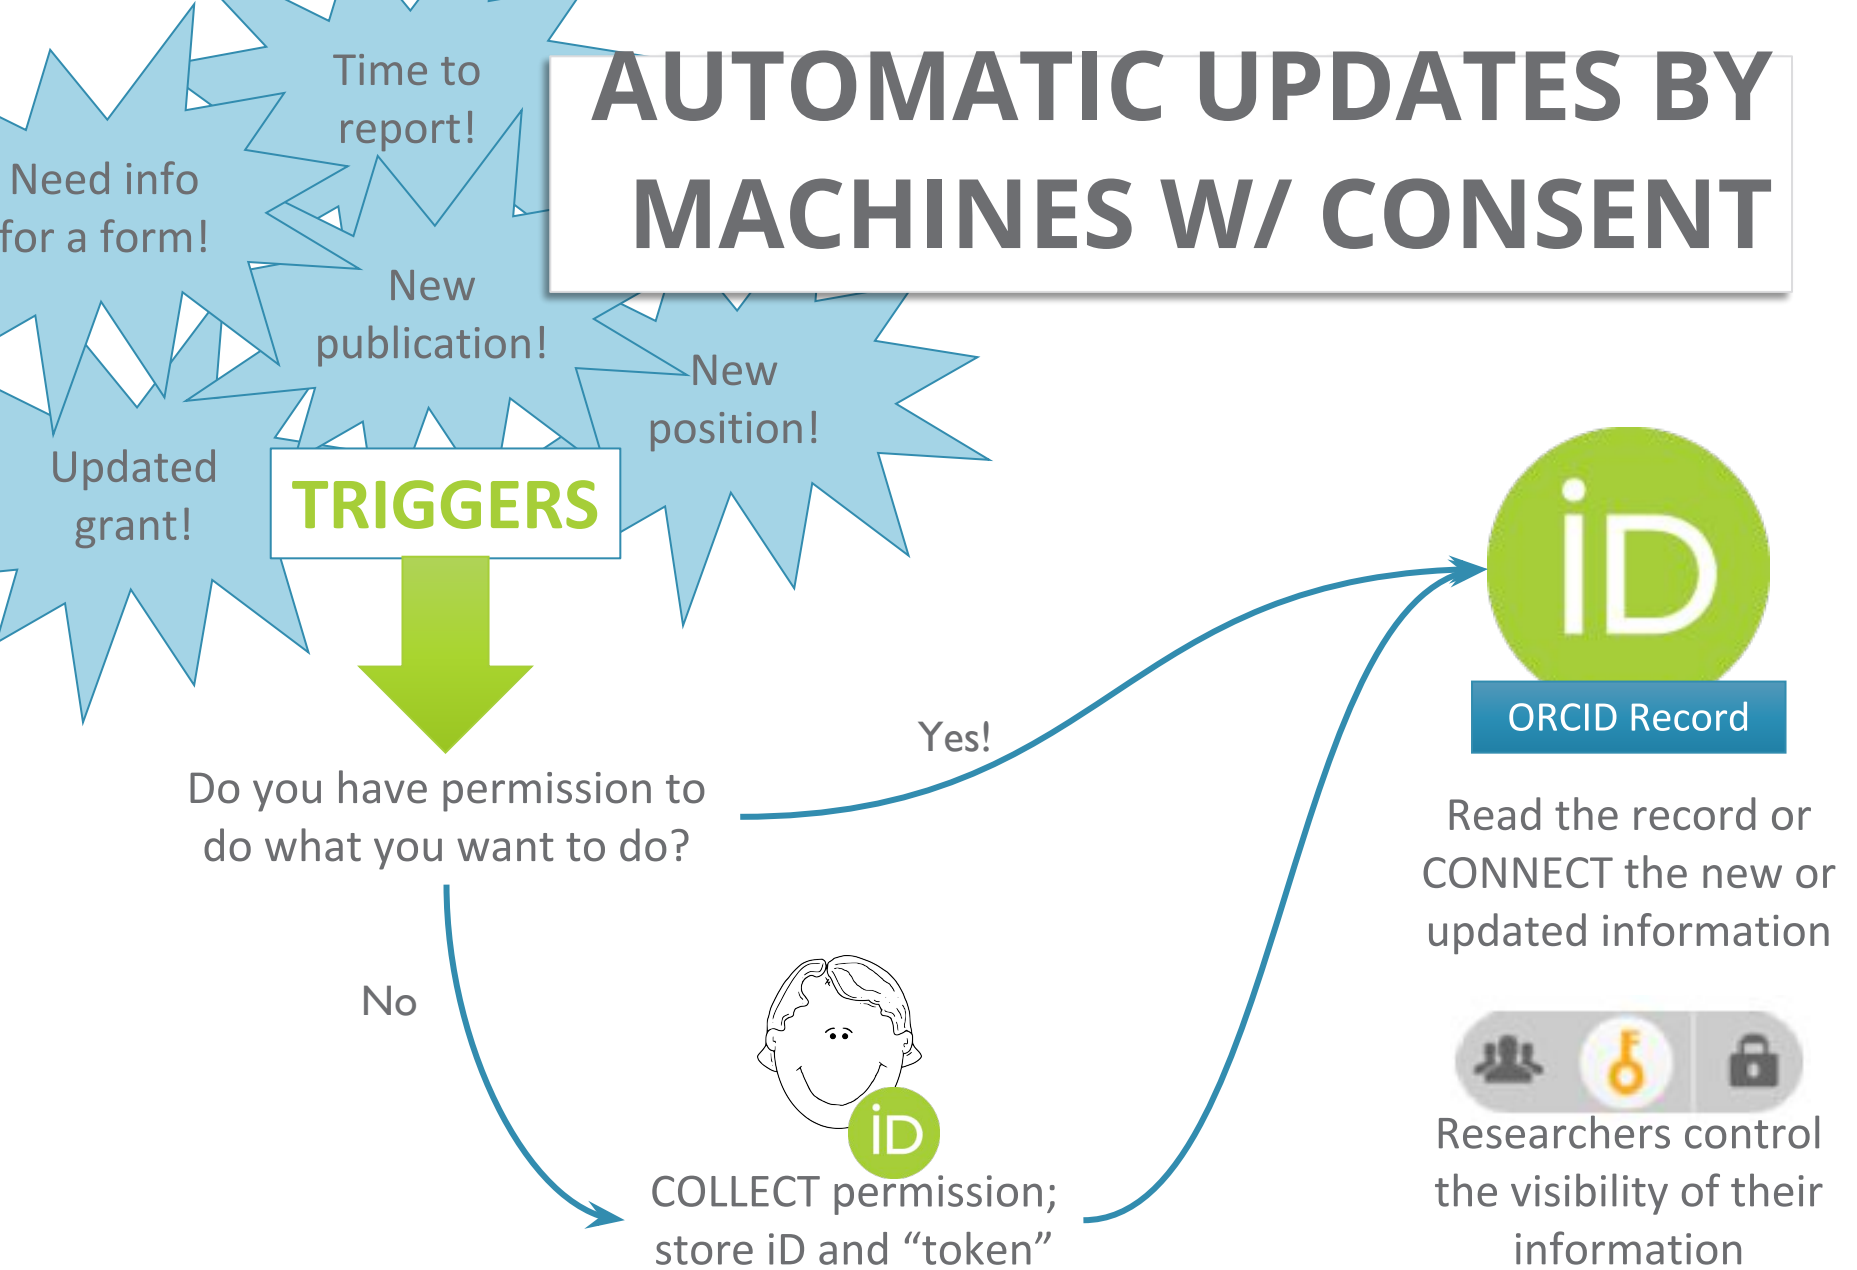 AUTOMATIC UPDATES BY
MACHINES W/ CONSENT
Time to
report!
Need info
for a form!
New
publication!
New
position!
Updated
grant!
TRIGGERS
Do you have permission to
do what you want to do?
Yes!
No
iD
COLLECT permission;
store iD and “token”
iD
ORCID Record
Read the record or
CONNECT the new or
updated information
Researchers control
the visibility of their
information